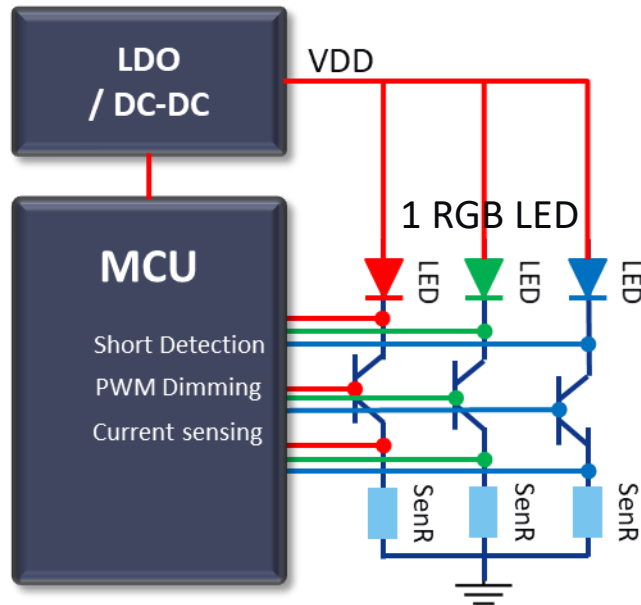 LDO
/ DC-DC
VDD
1 RGB LED
MCU
LED
LED
LED
Short Detection
PWM Dimming
Current sensing
SenR
SenR
SenR